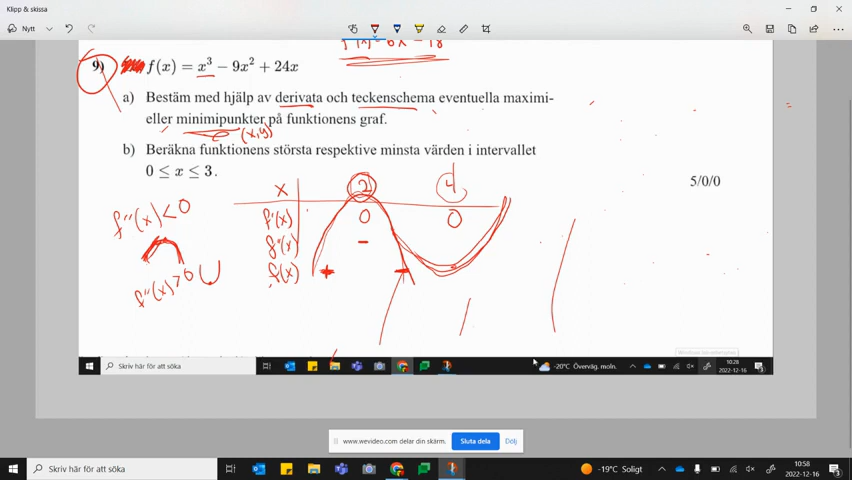 Klipp & skissa
Nytt
f''(x) = 6x - 18
9) f(x) = x³ − 9x² + 24x
a) Bestäm med hjälp av derivata och teckenschema eventuella maximi-
eller minimipunkter på funktionens graf.
(x,y)
b) Beräkna funktionens största respektive minsta värden i intervallet
0 ≤ x ≤ 3.
5/0/0
x 2 4
f'(x) 0 0
f''(x) -
f(x)
f''(x) < 0
f''(x) > 0
Skriv här för att söka
-20°C Överväg. moln.
10:28
2022-12-16
www.wevideo.com delar din skärm.
Sluta dela
Dölj
Skriv här för att söka
-19°C Soligt
10:58
2022-12-16